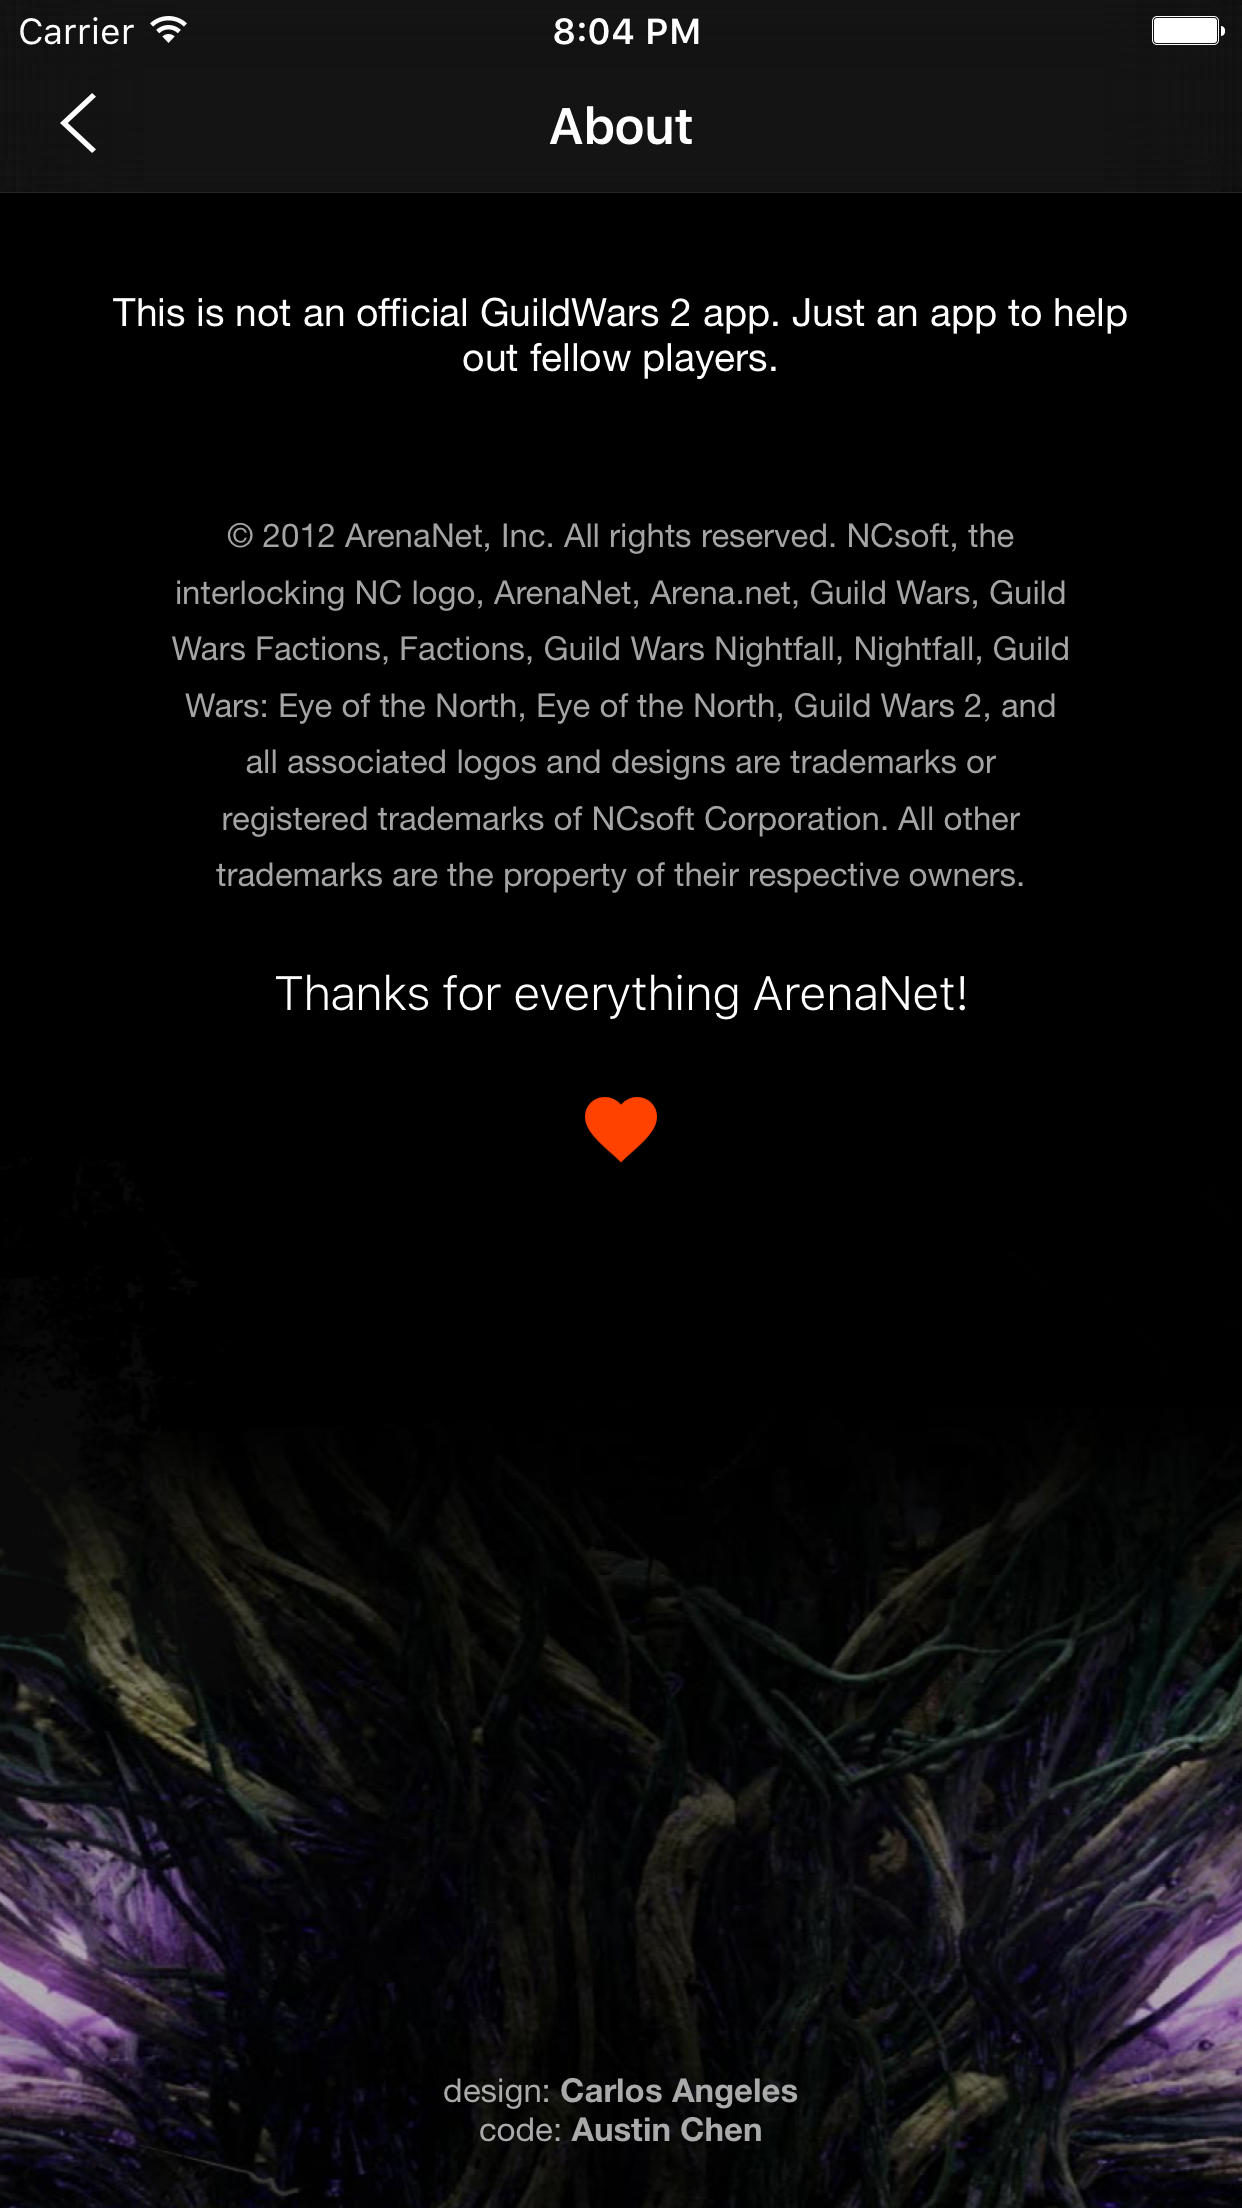 Carrier
8:04 PM
About
This is not an official GuildWars 2 app. Just an app to help
out fellow players.
© 2012 ArenaNet, Inc. All rights reserved. NCsoft, the
interlocking NC logo, ArenaNet, Arena.net, Guild Wars, Guild
Wars Factions, Factions, Guild Wars Nightfall, Nightfall, Guild
Wars: Eye of the North, Eye of the North, Guild Wars 2, and
all associated logos and designs are trademarks or
registered trademarks of NCsoft Corporation. All other
trademarks are the property of their respective owners.
Thanks for everything ArenaNet!
design: Carlos Angeles
code: Austin Chen